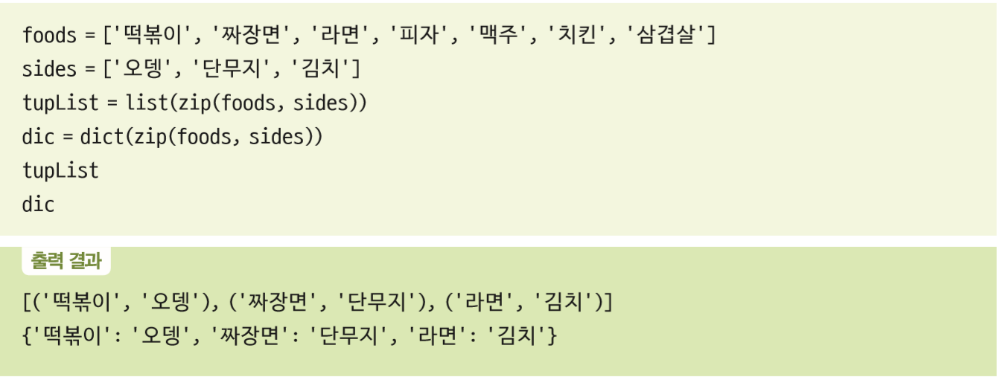 foods = ['떡볶이', '짜장면', '라면', '피자', '맥주', '치킨', '삼겹살']
sides = ['오뎅', '단무지', '김치']
tupList = list(zip(foods, sides))
dic = dict(zip(foods, sides))
tupList
dic
출력 결과
[('떡볶이', '오뎅'), ('짜장면', '단무지'), ('라면', '김치')]
{'떡볶이': '오뎅', '짜장면': '단무지', '라면': '김치'}